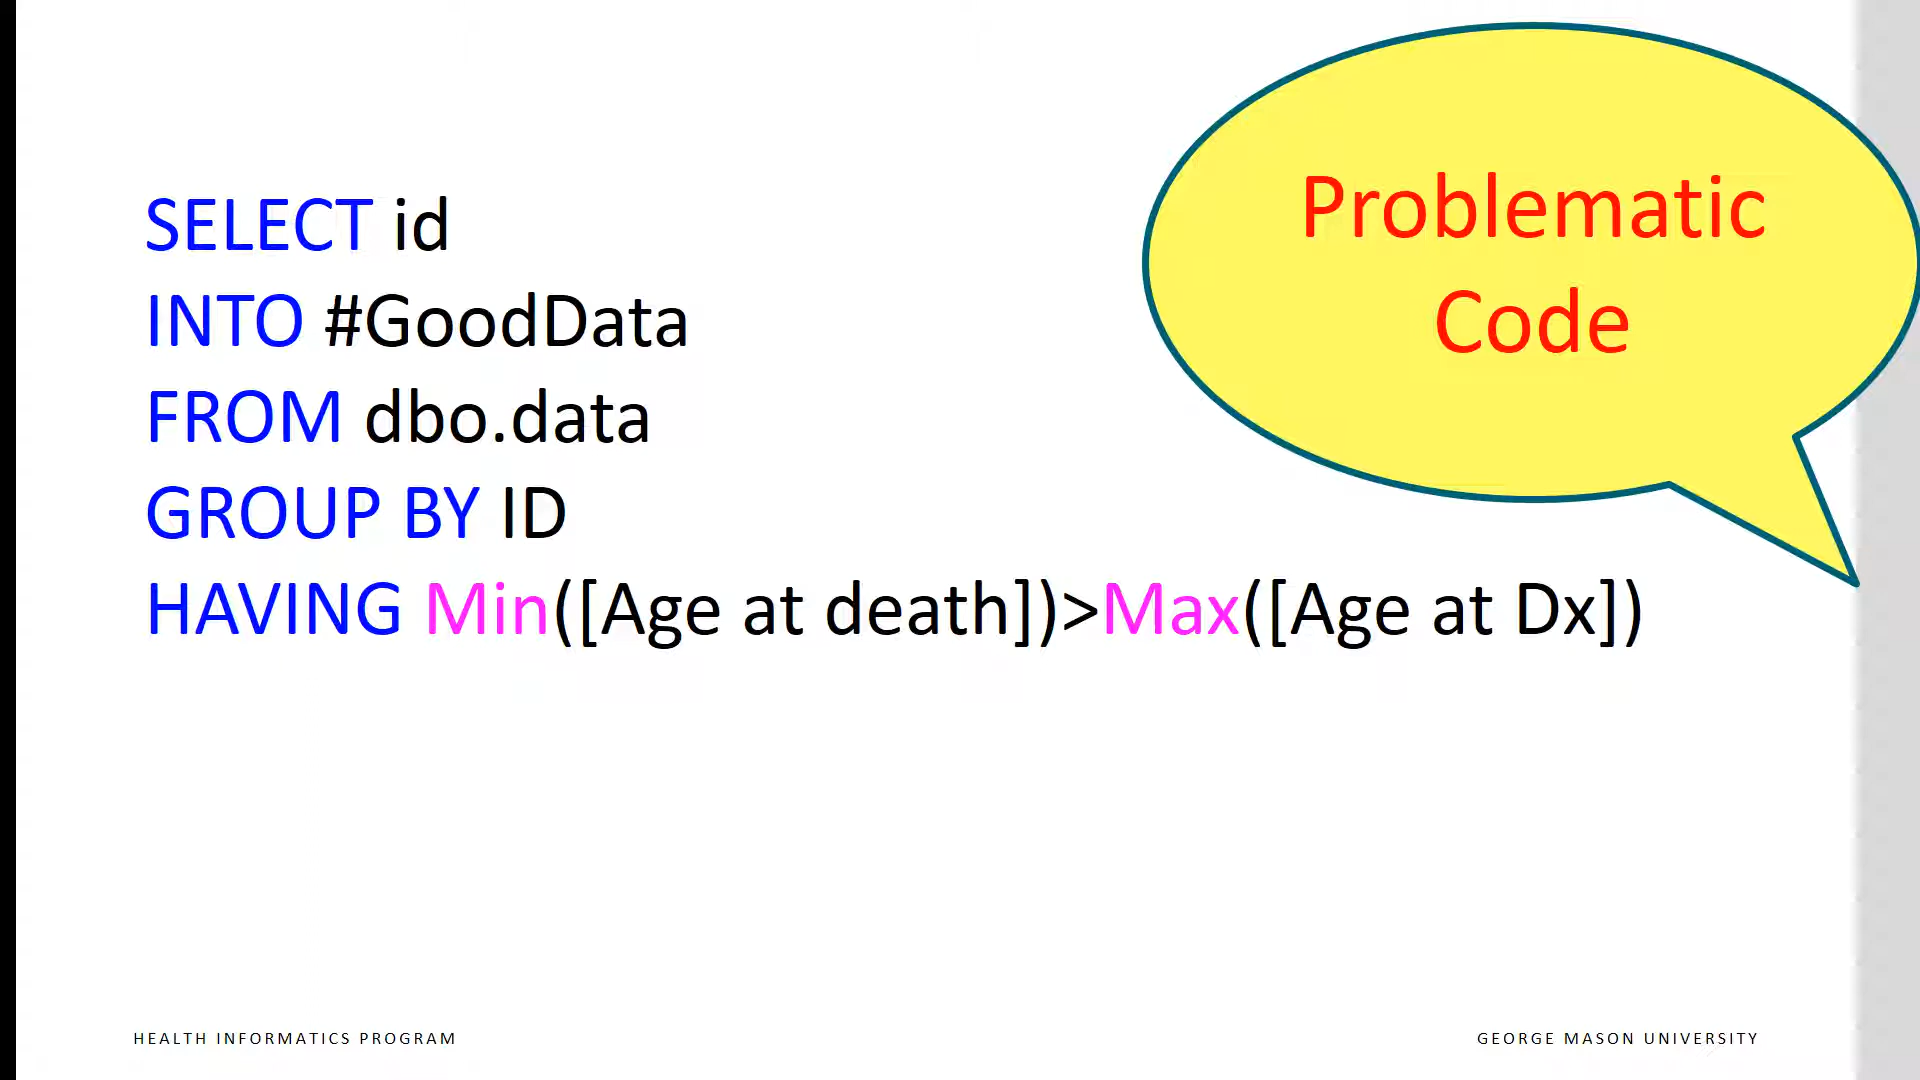 SELECT id
INTO #GoodData
FROM dbo.data
GROUP BY ID
HAVING Min([Age at death])>Max([Age at Dx])
Problematic
Code
HEALTH INFORMATICS PROGRAM
GEORGE MASON UNIVERSITY